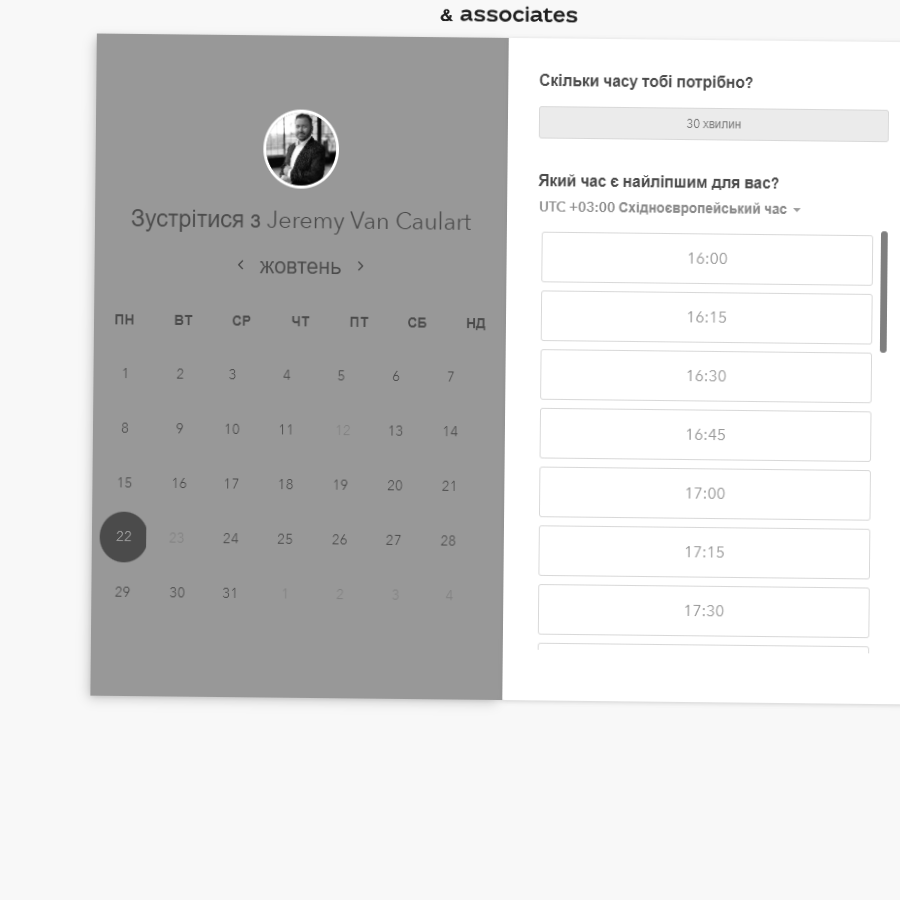 & associates
Зустрітися з Jeremy Van Caulart
жовтень
ПН ВТ СР ЧТ ПТ СБ НД
1 2 3 4 5 6 7
8 9 10 11 12 13 14
15 16 17 18 19 20 21
22 23 24 25 26 27 28
29 30 31 1 2 3 4
Скільки часу тобі потрібно?
30 хвилин
Який час є найліпшим для вас?
UTC +03:00 Східноєвропейський час
16:00
16:15
16:30
16:45
17:00
17:15
17:30